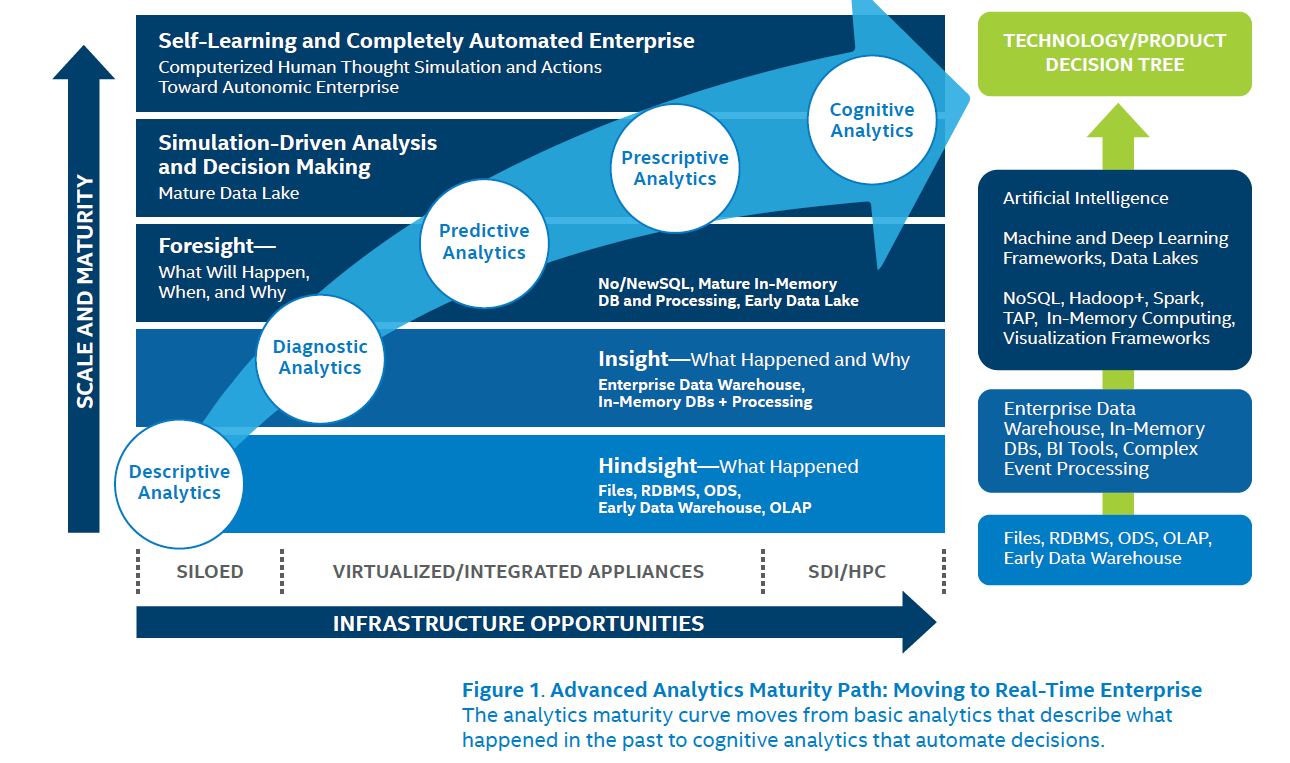 SCALE AND MATURITY
Self-Learning and Completely Automated Enterprise
Computerized Human Thought Simulation and Actions
Toward Autonomic Enterprise
Cognitive
Analytics
Simulation-Driven Analysis
and Decision Making
Mature Data Lake
Prescriptive
Analytics
Foresight—
What Will Happen,
When, and Why
Predictive
Analytics
No/NewSQL, Mature In-Memory
DB and Processing, Early Data Lake
Diagnostic
Analytics
Insight—What Happened and Why
Enterprise Data Warehouse,
In-Memory DBs + Processing
Descriptive
Analytics
Hindsight—What Happened
Files, RDBMS, ODS,
Early Data Warehouse, OLAP
SILOED
VIRTUALIZED/INTEGRATED APPLIANCES
SDI/HPC
INFRASTRUCTURE OPPORTUNITIES
TECHNOLOGY/PRODUCT
DECISION TREE
Artificial Intelligence
Machine and Deep Learning
Frameworks, Data Lakes
NoSQL, Hadoop+, Spark,
TAP, In-Memory Computing,
Visualization Frameworks
Enterprise Data
Warehouse, In-Memory
DBs, BI Tools, Complex
Event Processing
Files, RDBMS, ODS, OLAP,
Early Data Warehouse
Figure 1. Advanced Analytics Maturity Path: Moving to Real-Time Enterprise
The analytics maturity curve moves from basic analytics that describe what
happened in the past to cognitive analytics that automate decisions.